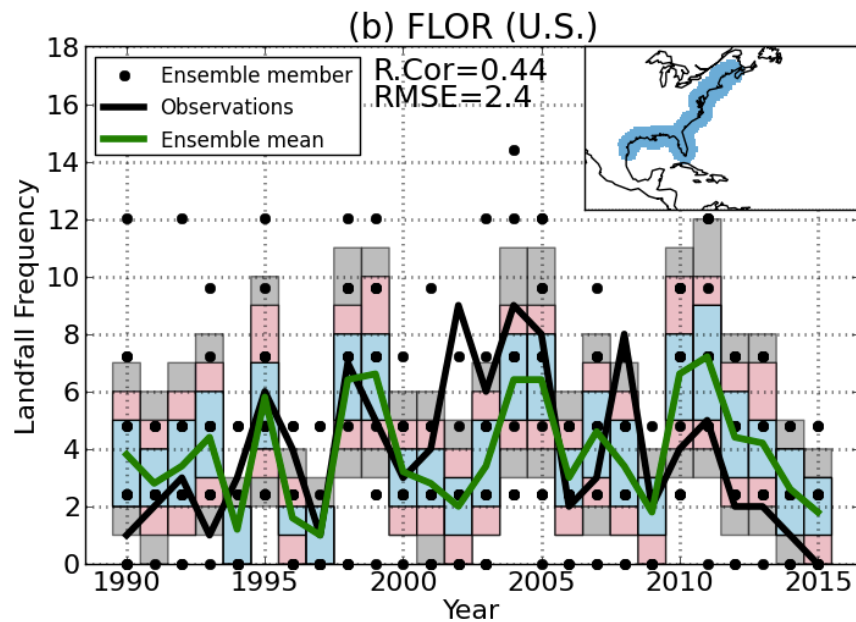 (b) FLOR (U.S.)
18
16
14
12
10
8
6
4
2
0
Landfall Frequency
Ensemble member
Observations
Ensemble mean
R.Cor=0.44
RMSE=2.4
1990 1995 2000 2005 2010 2015
Year